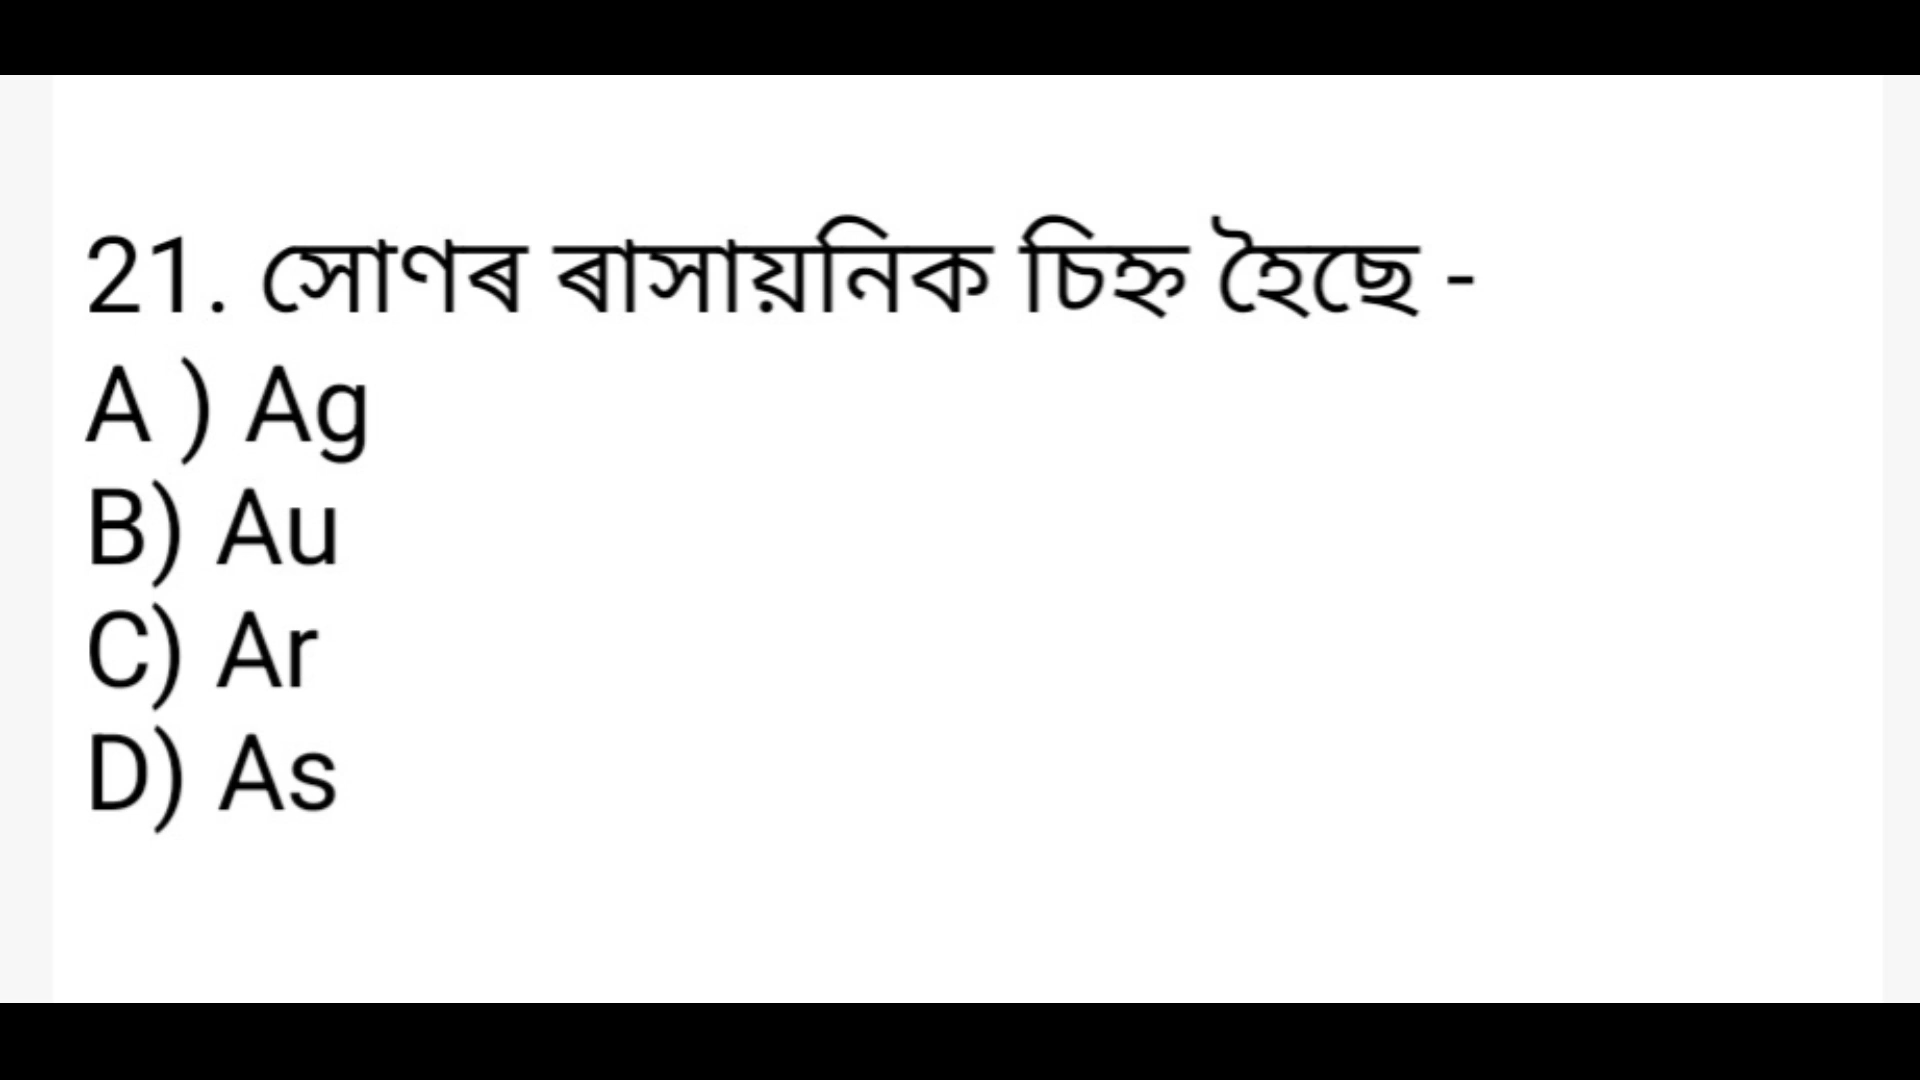 21. সোণৰ ৰাসায়নিক চিহ্ন হৈছে -
A ) Ag
B) Au
C) Ar
D) As